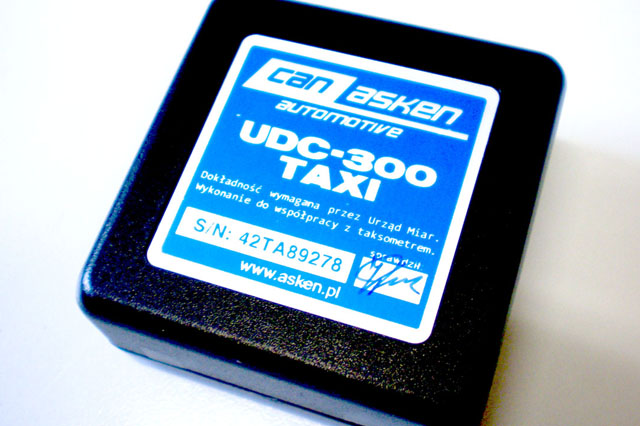 can asken
automotive
UDC-300
TAXI
Dokładność wymagana przez Urząd Miar.
Wykonanie do współpracy z taksometrem.
S/N: 42TA89278
sprawdził:
www.asken.pl